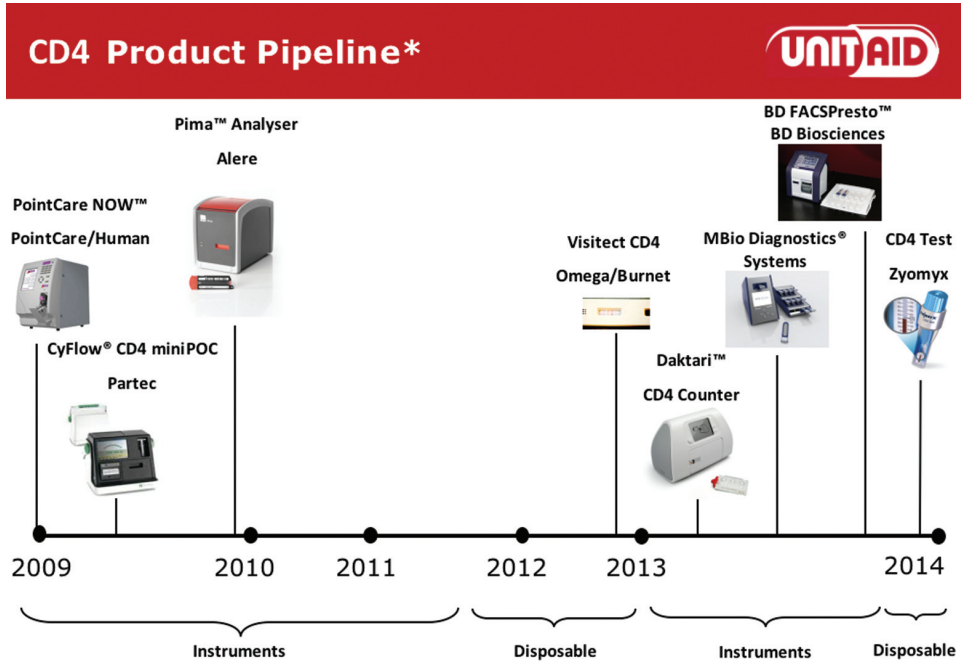 CD4 Product Pipeline*
UNITAID
Pima™ Analyser
Alere
PointCare NOW™
PointCare/Human
CyFlow® CD4 miniPOC
Partec
Visitect CD4
Omega/Burnet
Daktari™
CD4 Counter
MBio Diagnostics®
Systems
BD FACSPresto™
BD Biosciences
CD4 Test
Zyomyx
2009
2010
2011
2012
2013
2014
Instruments
Disposable
Instruments
Disposable